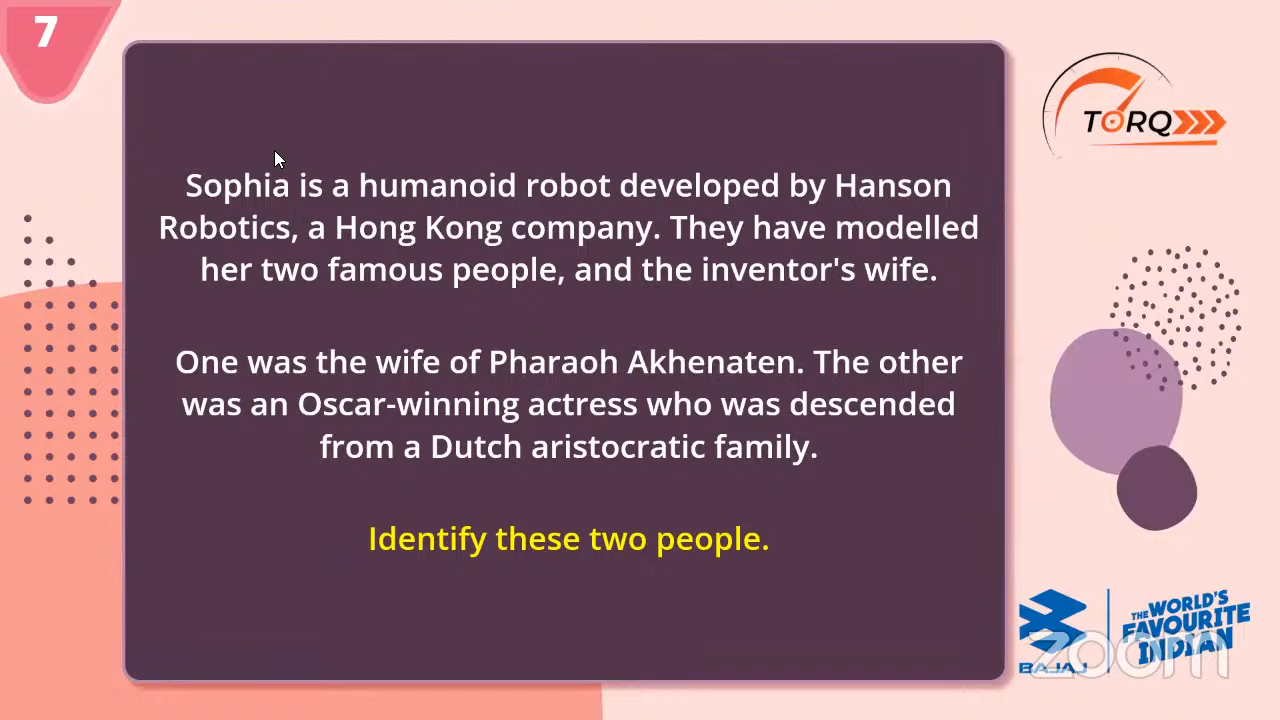 7
TORQ
Sophia is a humanoid robot developed by Hanson
Robotics, a Hong Kong company. They have modelled
her two famous people, and the inventor's wife.
One was the wife of Pharaoh Akhenaten. The other
was an Oscar-winning actress who was descended
from a Dutch aristocratic family.
Identify these two people.
BAJAJ
THE WORLD'S
FAVOURITE
INDIAN
zoom